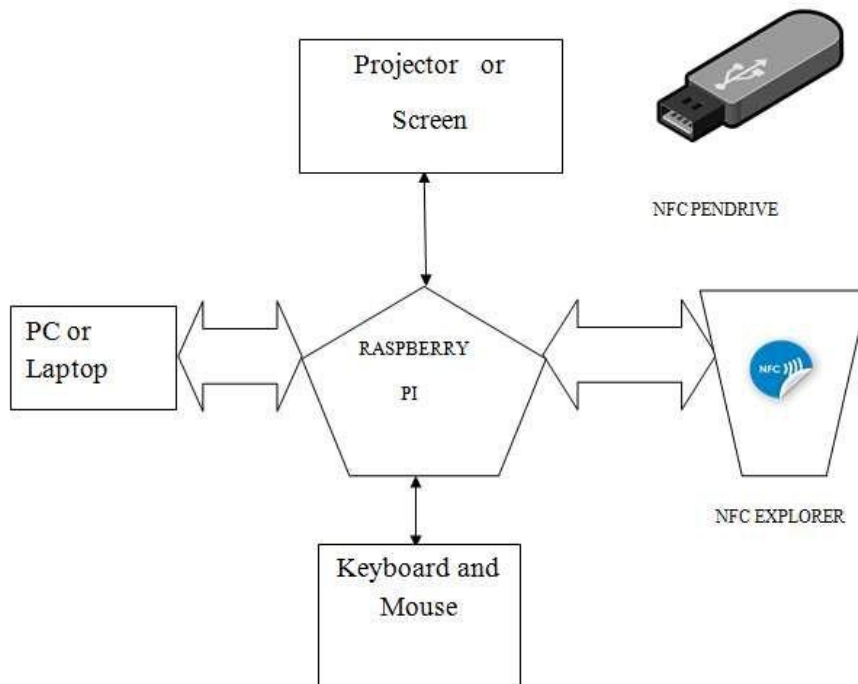 Projector or
Screen
NFC PENDRIVE
PC or
Laptop
RASPBERRY
PI
NFC
NFC EXPLORER
Keyboard and
Mouse